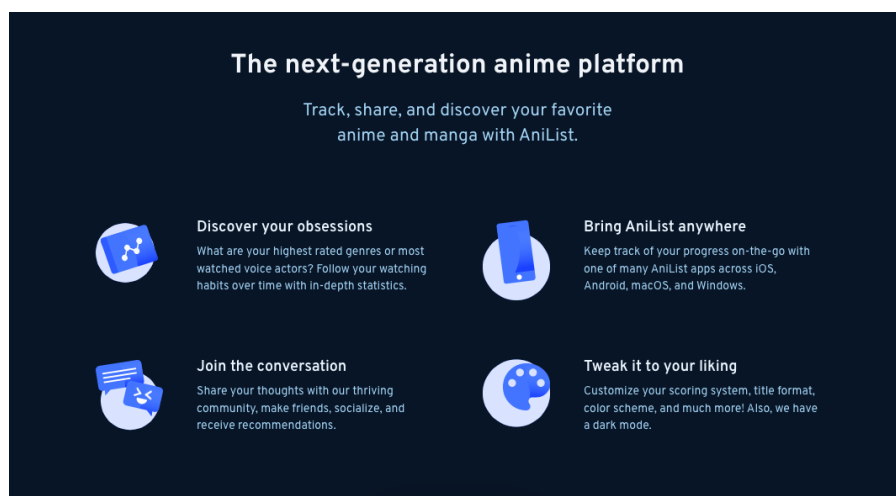 The next-generation anime platform
Track, share, and discover your favorite
anime and manga with AniList.
Discover your obsessions
What are your highest rated genres or most
watched voice actors? Follow your watching
habits over time with in-depth statistics.
Bring AniList anywhere
Keep track of your progress on-the-go with
one of many AniList apps across iOS,
Android, macOS, and Windows.
Join the conversation
Share your thoughts with our thriving
community, make friends, socialize, and
receive recommendations.
Tweak it to your liking
Customize your scoring system, title format,
color scheme, and much more! Also, we have
a dark mode.